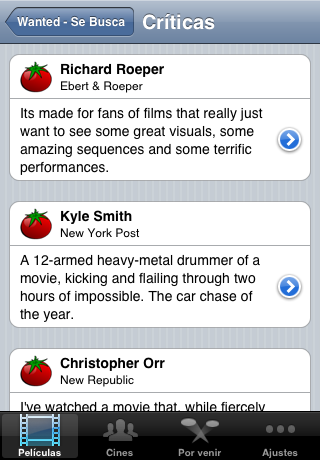 Wanted - Se Busca
Críticas
Richard Roeper
Ebert & Roeper
Its made for fans of films that really just
want to see some great visuals, some
amazing sequences and some terrific
performances.
Kyle Smith
New York Post
A 12-armed heavy-metal drummer of a
movie, kicking and flailing through two
hours of impossible. The car chase of
the year.
Christopher Orr
New Republic
I've watched a movie that, while fiercely
Películas
Cines
Por venir
Ajustes